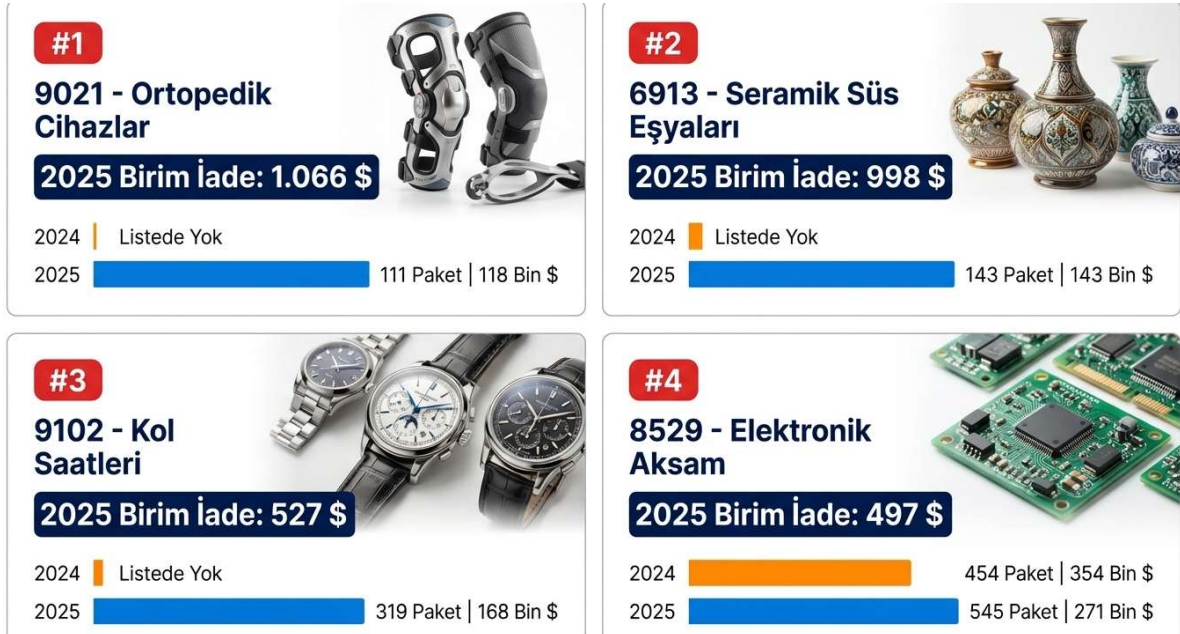 #1
9021 - Ortopedik
Cihazlar
2025 Birim İade: 1.066 $
2024 Listede Yok
2025 111 Paket | 118 Bin $
#2
6913 - Seramik Süs
Eşyaları
2025 Birim İade: 998 $
2024 Listede Yok
2025 143 Paket | 143 Bin $
#3
9102 - Kol
Saatleri
2025 Birim İade: 527 $
2024 Listede Yok
2025 319 Paket | 168 Bin $
#4
8529 - Elektronik
Aksam
2025 Birim İade: 497 $
2024 454 Paket | 354 Bin $
2025 545 Paket | 271 Bin $